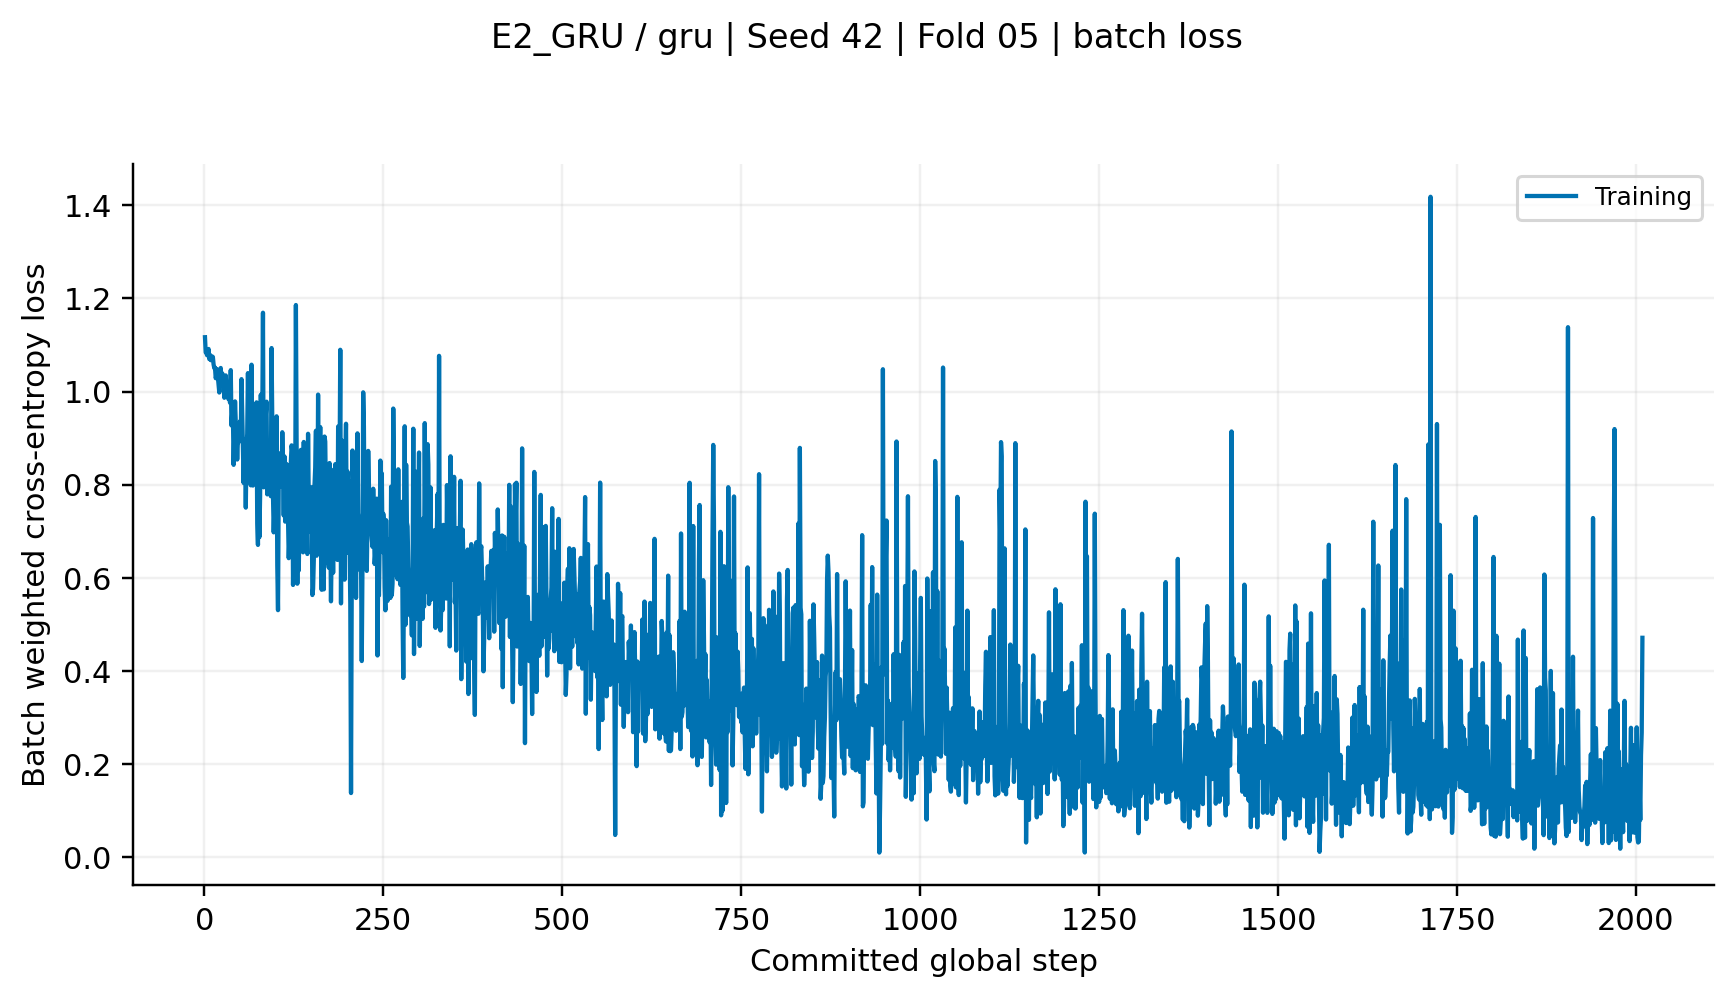 E2_GRU / gru | Seed 42 | Fold 05 | batch loss
Training
Batch weighted cross-entropy loss
1.4
1.2
1.0
0.8
0.6
0.4
0.2
0.0
0 250 500 750 1000 1250 1500 1750 2000
Committed global step